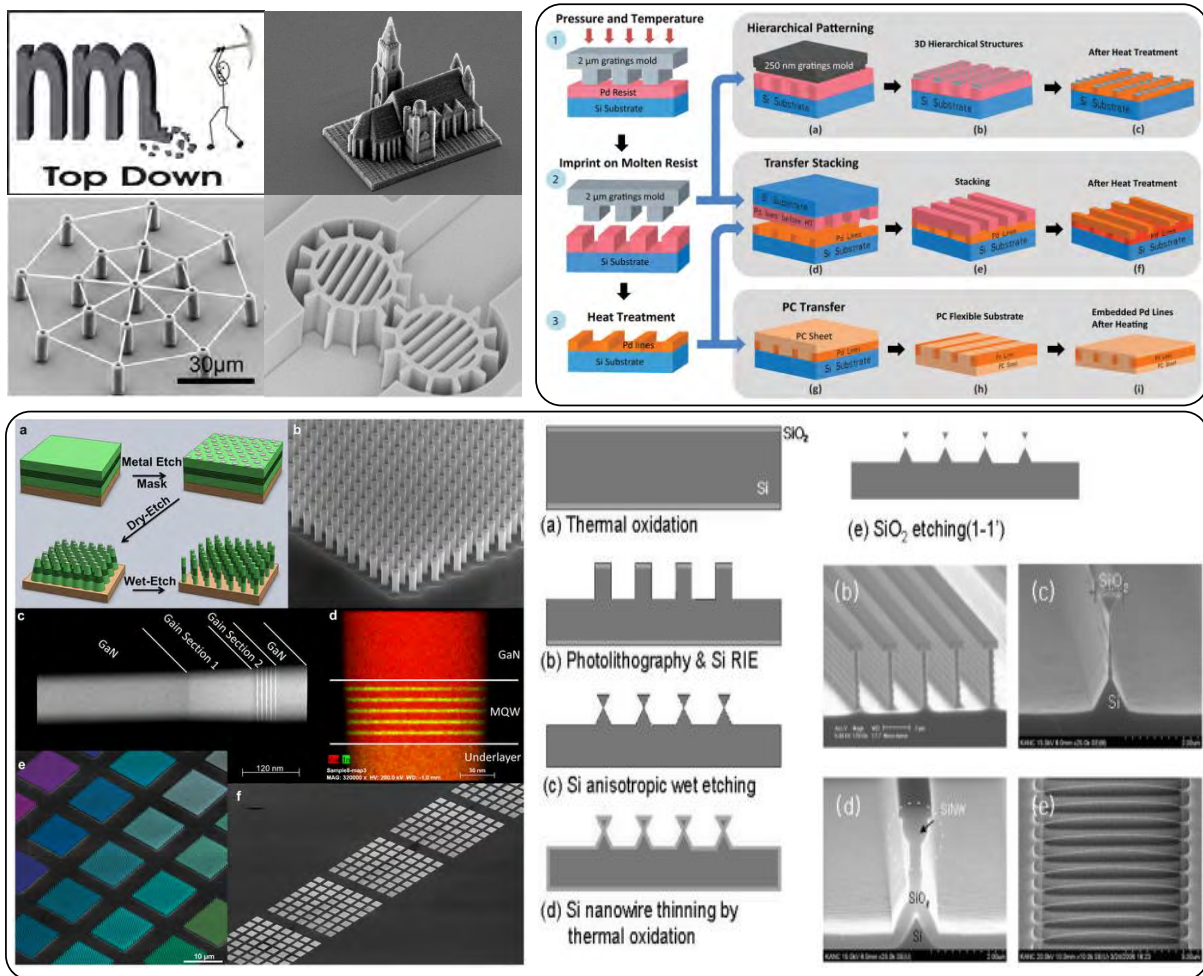 nm
Top Down
30µm
Pressure and Temperature
1
2 µm gratings mold
Pd Resist
Si Substrate
Imprint on Molten Resist
2
2 µm gratings mold
Si Substrate
3
Heat Treatment
Pd lines
Si Substrate
Hierarchical Patterning
250 nm gratings mold
Si Substrate
(a)
3D Hierarchical Structures
Si Substrate
(b)
After Heat Treatment
Si Substrate
(c)
Transfer Stacking
Si Substrate
Pd lines before HT
Pd Lines
Si Substrate
(d)
Stacking
Pd Lines
Si Substrate
(e)
After Heat Treatment
Pd Lines
Si Substrate
(f)
PC Transfer
PC Sheet
Pd Lines
Si Substrate
(g)
PC Flexible Substrate
Pd Lines
PC Sheet
(h)
Embedded Pd Lines
After Heating
Pd Lines
PC Sheet
(i)
a
Metal Etch
Mask
Dry-Etch
Wet-Etch
b
c
GaN
Gain Section 1
Gain Section 2
GaN
120 nm
d
GaN
MQW
Underlayer
30 nm
e
10 µm
f
SiO2
Si
(a) Thermal oxidation
(b) Photolithography & Si RIE
(c) Si anisotropic wet etching
(d) Si nanowire thinning by
thermal oxidation
(e) SiO2 etching(1-1')
(b)
(c)
SiO2
Si
(d)
SiNW
Si
(e)